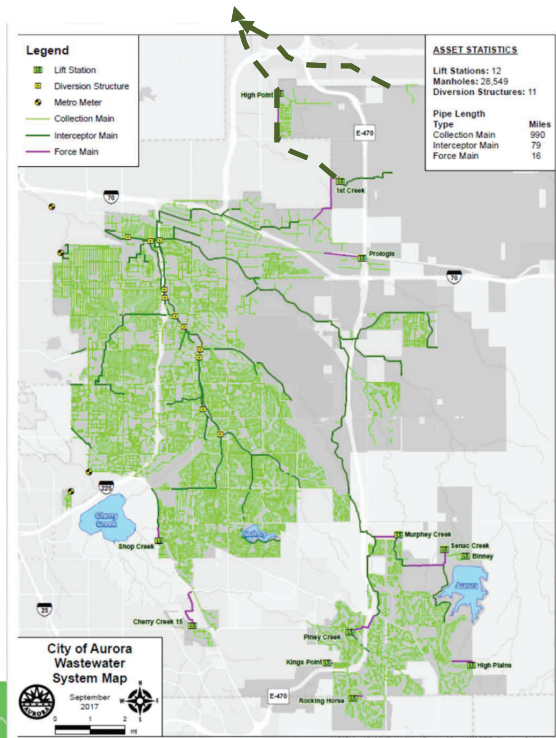 Legend
Lift Station
Diversion Structure
Metro Meter
Collection Main
Interceptor Main
Force Main
ASSET STATISTICS
Lift Stations: 12
Manholes: 28,549
Diversion Structures: 11
Pipe Length
Type Miles
Collection Main 990
Interceptor Main 79
Force Main 16
High Point
E-470
1st Creek
70
Prologis
70
225
Cherry
Creek
Shop Creek
Quincy
Murphey Creek
Senac Creek
Binney
Aurora
25
Cherry Creek 15
Piney Creek
Kings Point
High Plains
E-470
Rocking Horse
City of Aurora
Wastewater
System Map
September
2017
N
W E
S
AURORA
0 1 2
mi